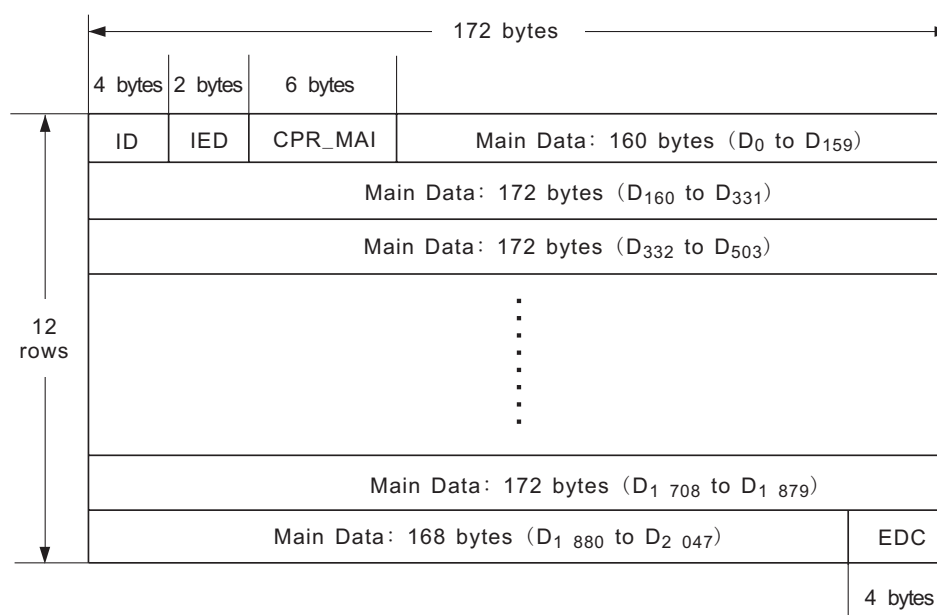 172 bytes
4 bytes 2 bytes 6 bytes
ID IED CPR_MAI Main Data: 160 bytes (D0 to D159)
Main Data: 172 bytes (D160 to D331)
Main Data: 172 bytes (D332 to D503)
12
rows
Main Data: 172 bytes (D1 708 to D1 879)
Main Data: 168 bytes (D1 880 to D2 047) EDC
4 bytes